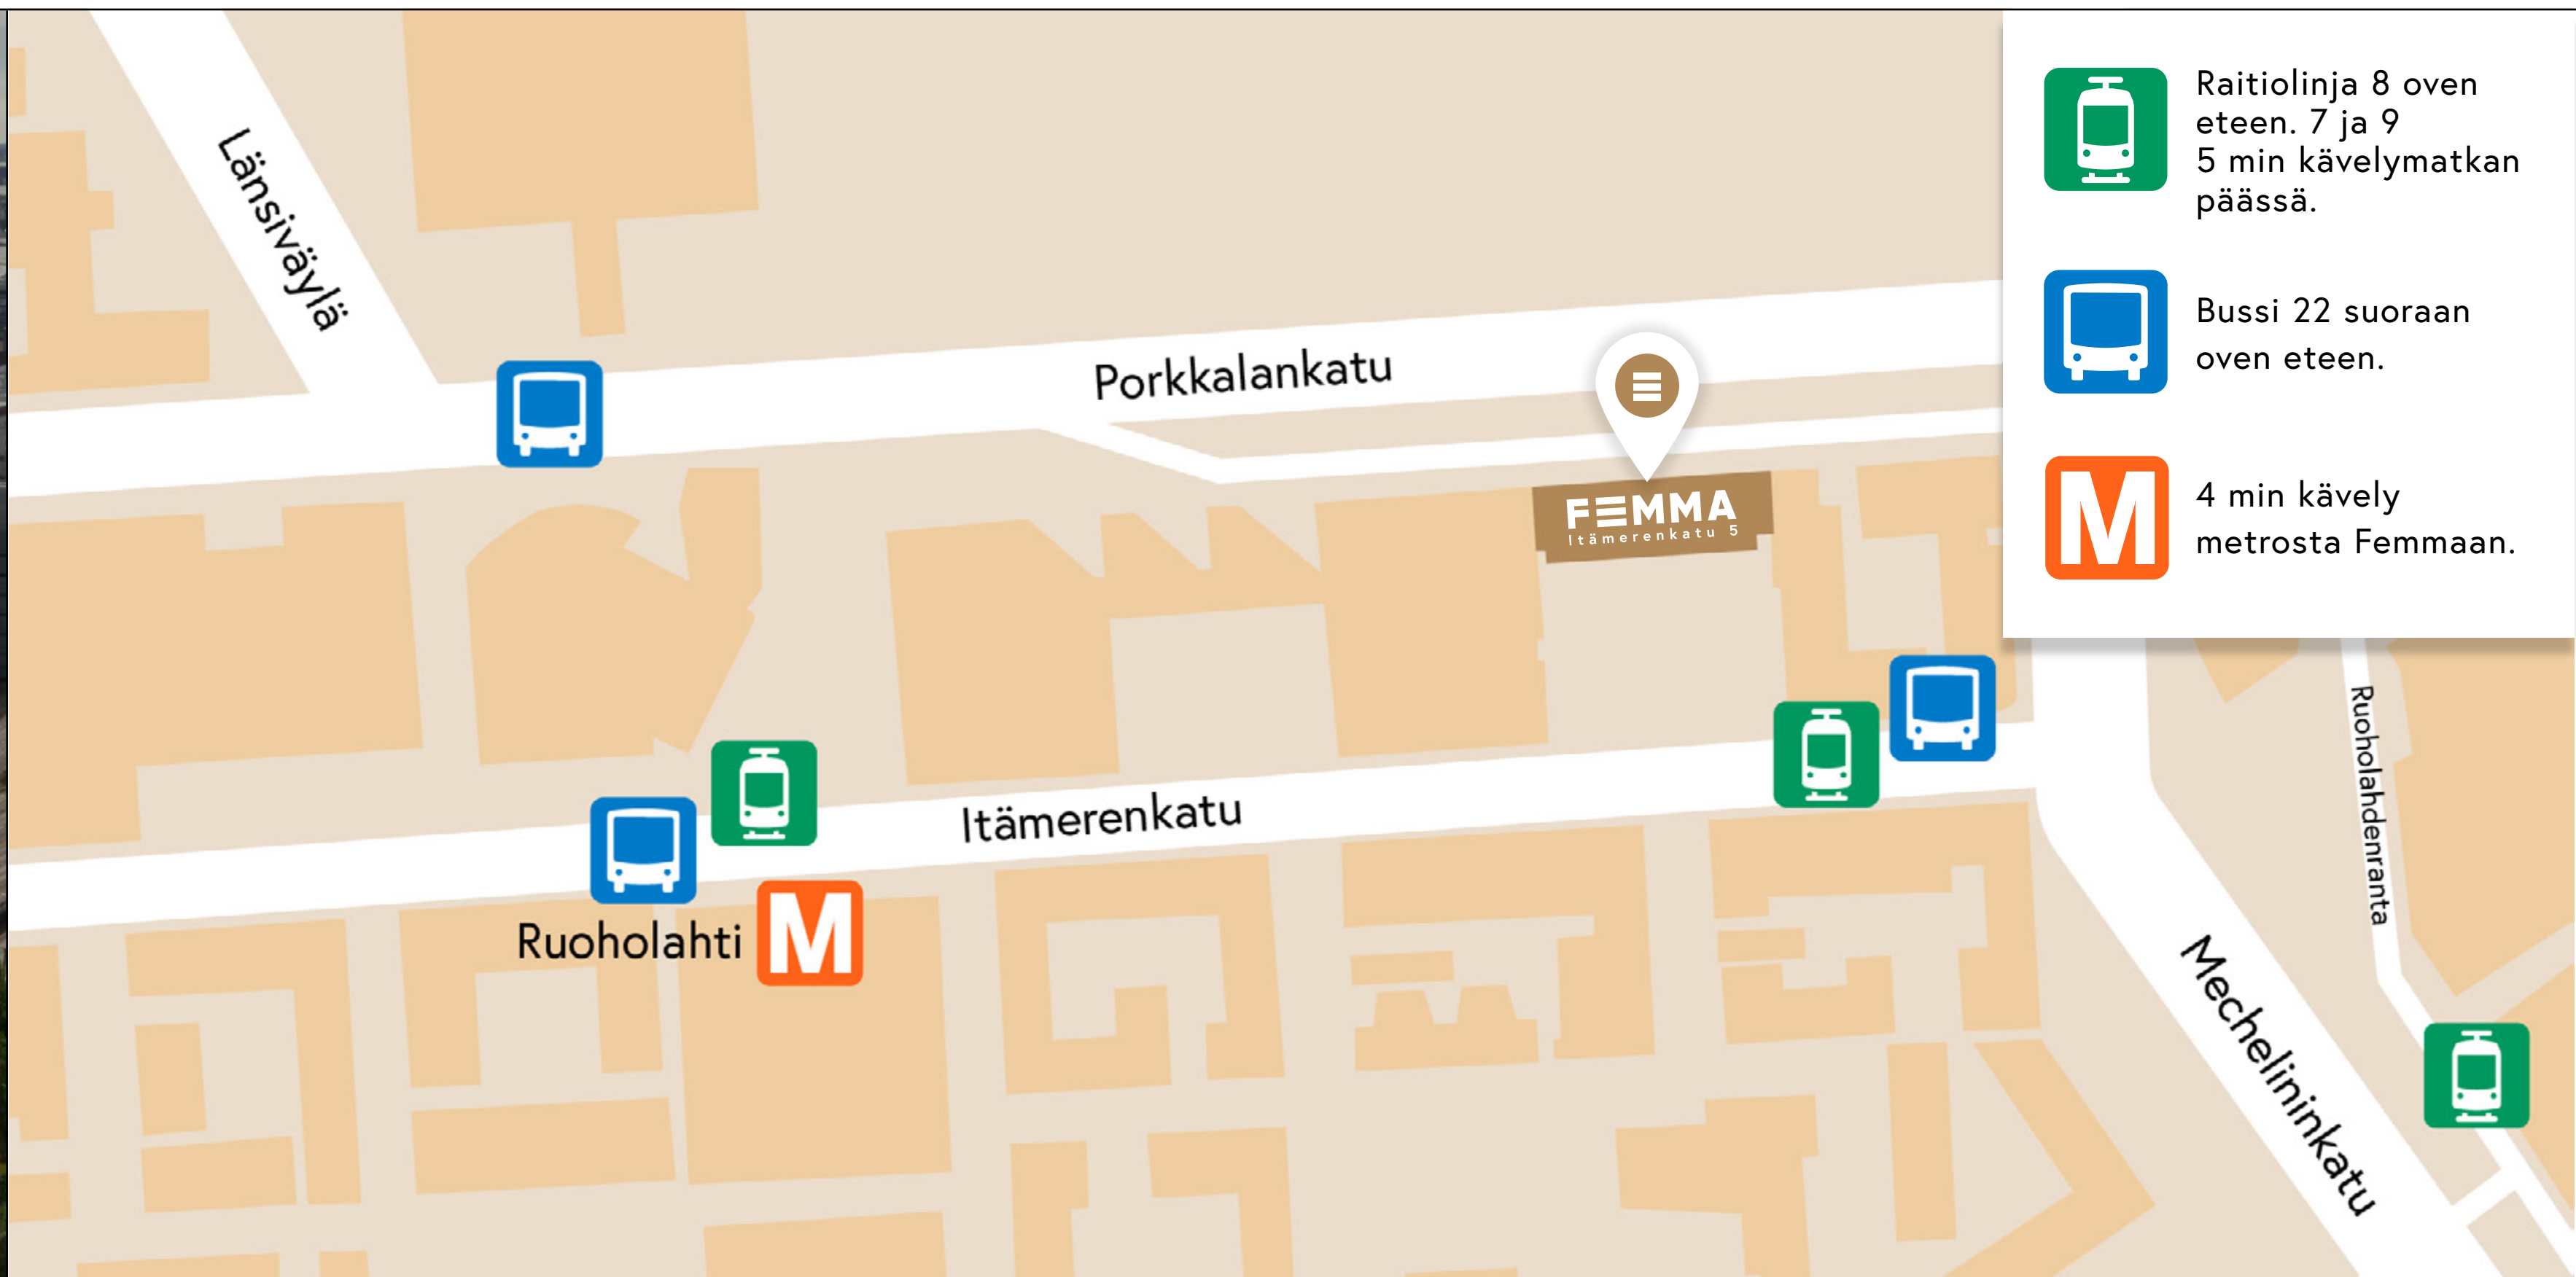 Länsiväylä
Porkkalankatu
FEMMA
Itämerenkatu 5
Raitiolinja 8 oven
eteen. 7 ja 9
5 min kävelymatkan
päässä.
Bussi 22 suoraan
oven eteen.
M
4 min kävely
metrosta Femmaan.
Itämerenkatu
Ruoholahti
M
Ruoholahdenranta
Mechelininkatu